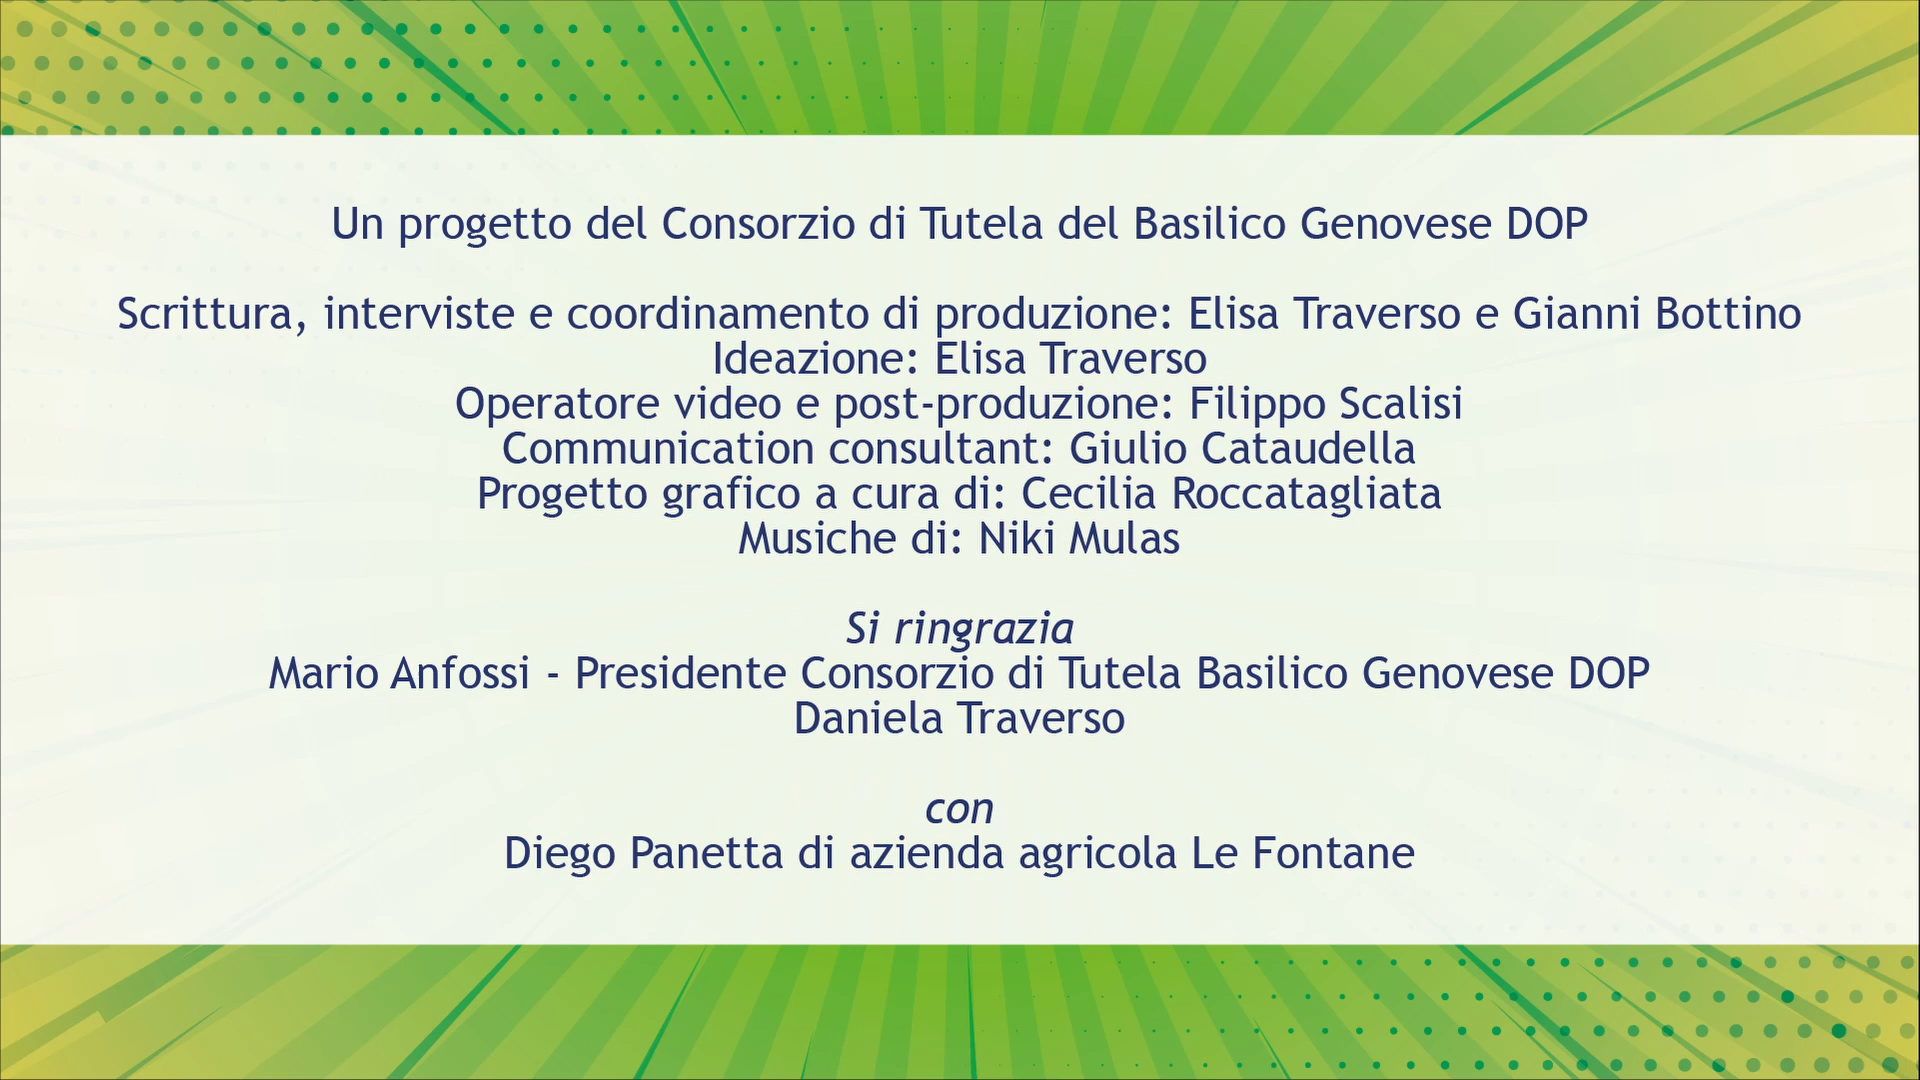 Un progetto del Consorzio di Tutela del Basilico Genovese DOP
Scrittura, interviste e coordinamento di produzione: Elisa Traverso e Gianni Bottino
Ideazione: Elisa Traverso
Operatore video e post-produzione: Filippo Scalisi
Communication consultant: Giulio Cataudella
Progetto grafico a cura di: Cecilia Roccatagliata
Musiche di: Niki Mulas
Si ringrazia
Mario Anfossi - Presidente Consorzio di Tutela Basilico Genovese DOP
Daniela Traverso
con
Diego Panetta di azienda agricola Le Fontane